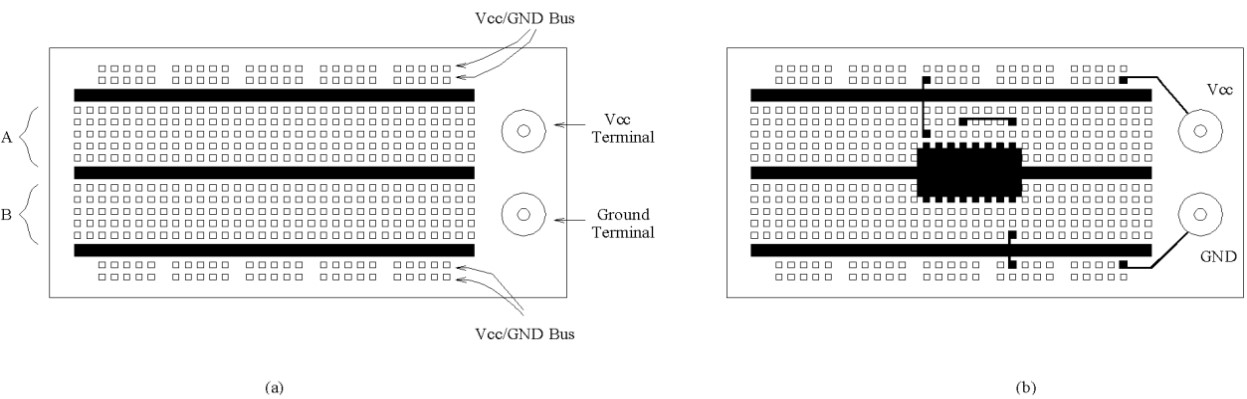 Vcc/GND Bus
A
B
Vcc
Terminal
Ground
Terminal
Vcc/GND Bus
(a)
Vcc
GND
(b)